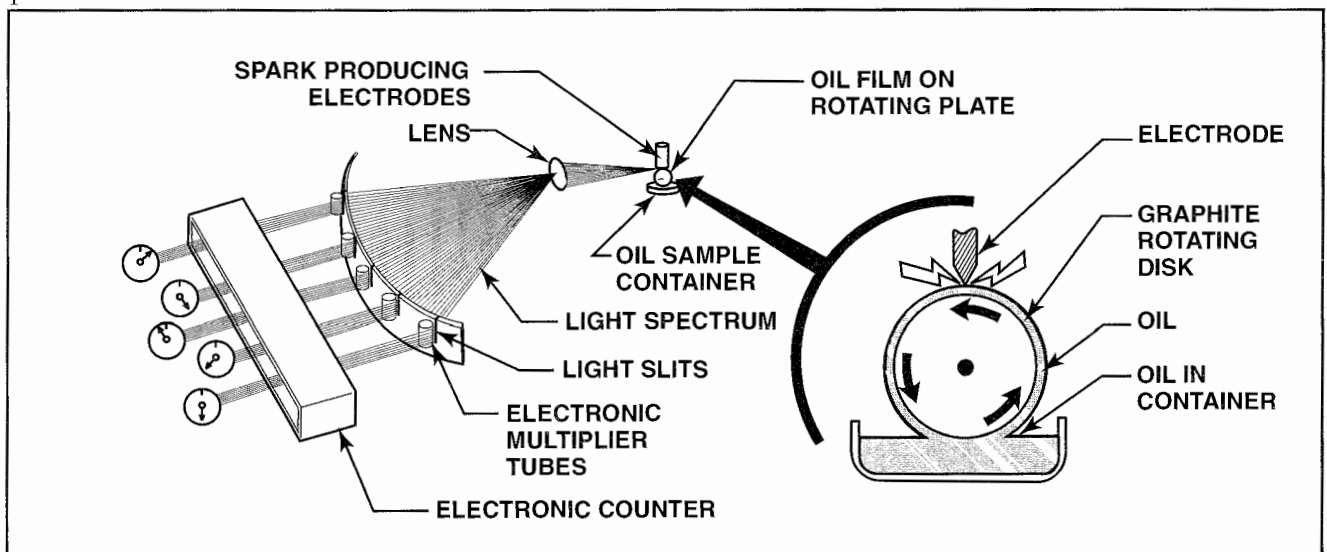 SPARK PRODUCING
ELECTRODES
LENS
OIL FILM ON
ROTATING PLATE
ELECTRODE
GRAPHITE
ROTATING
DISK
OIL SAMPLE
CONTAINER
LIGHT SPECTRUM
OIL
LIGHT SLITS
OIL IN
CONTAINER
ELECTRONIC
MULTIPLIER
TUBES
ELECTRONIC COUNTER